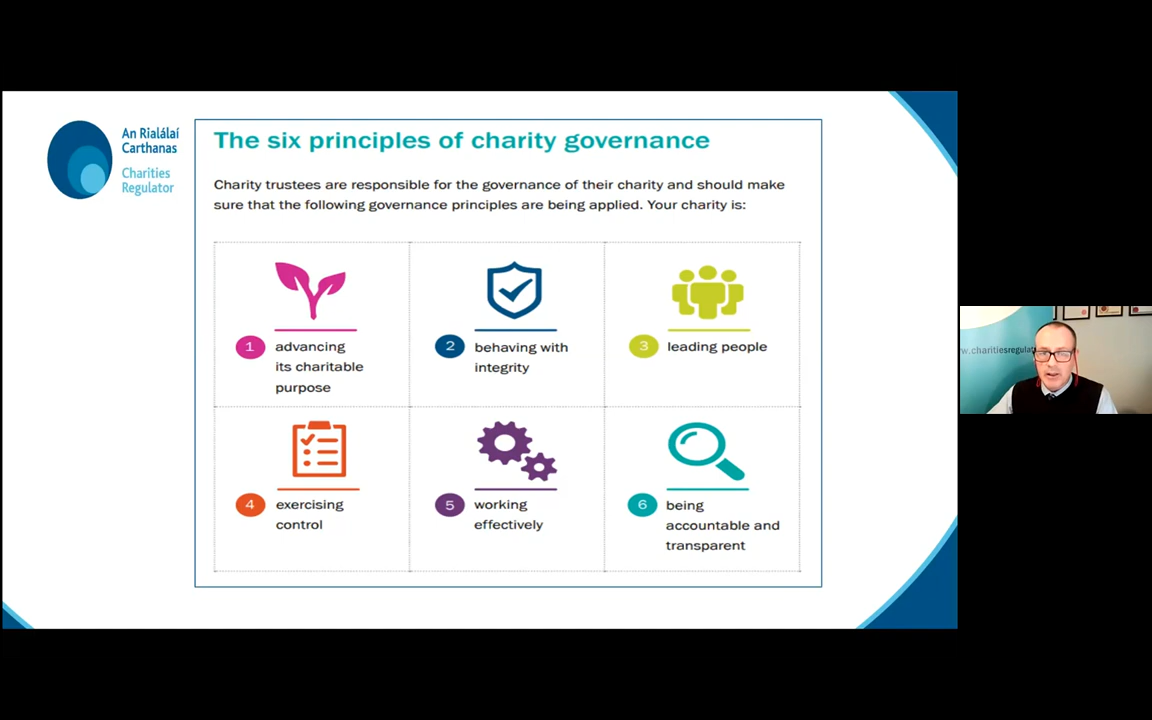 An Rialálaí
Carthanas
Charities
Regulator
The six principles of charity governance
Charity trustees are responsible for the governance of their charity and should make
sure that the following governance principles are being applied. Your charity is:
1 advancing
its charitable
purpose
2 behaving with
integrity
3 leading people
4 exercising
control
5 working
effectively
6 being
accountable and
transparent